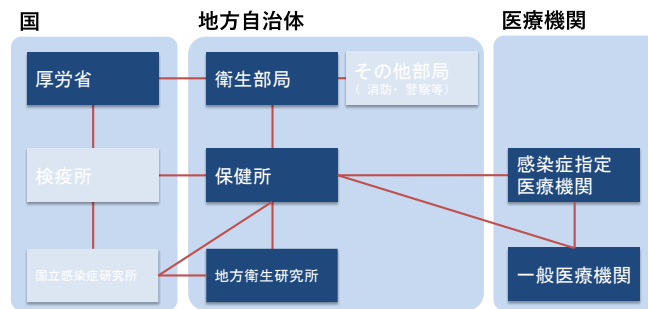 国
地方自治体
医療機関
厚労省
衛生部局
その他部局
（ 消防・ 警察等）
検疫所
保健所
感染症指定
医療機関
国立感染症研究所
地方衛生研究所
一般医療機関